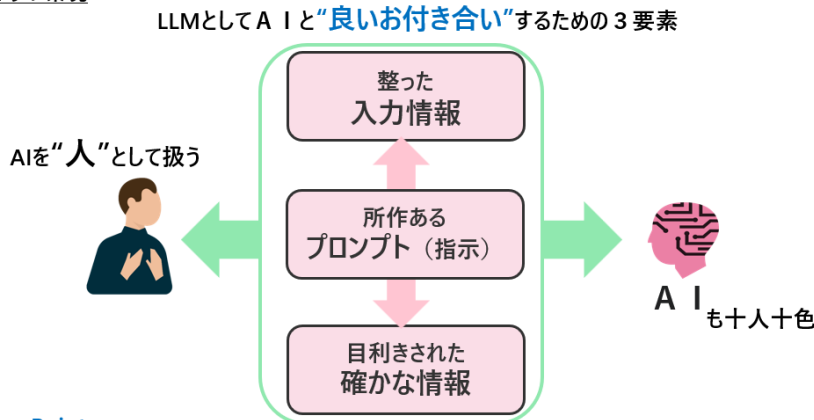 LLMとしてＡＩと“良いお付き合い”するための３要素
整った
入力情報
AIを“人”として扱う
所作ある
プロンプト（指示）
ＡＩも十人十色
目利きされた
確かな情報